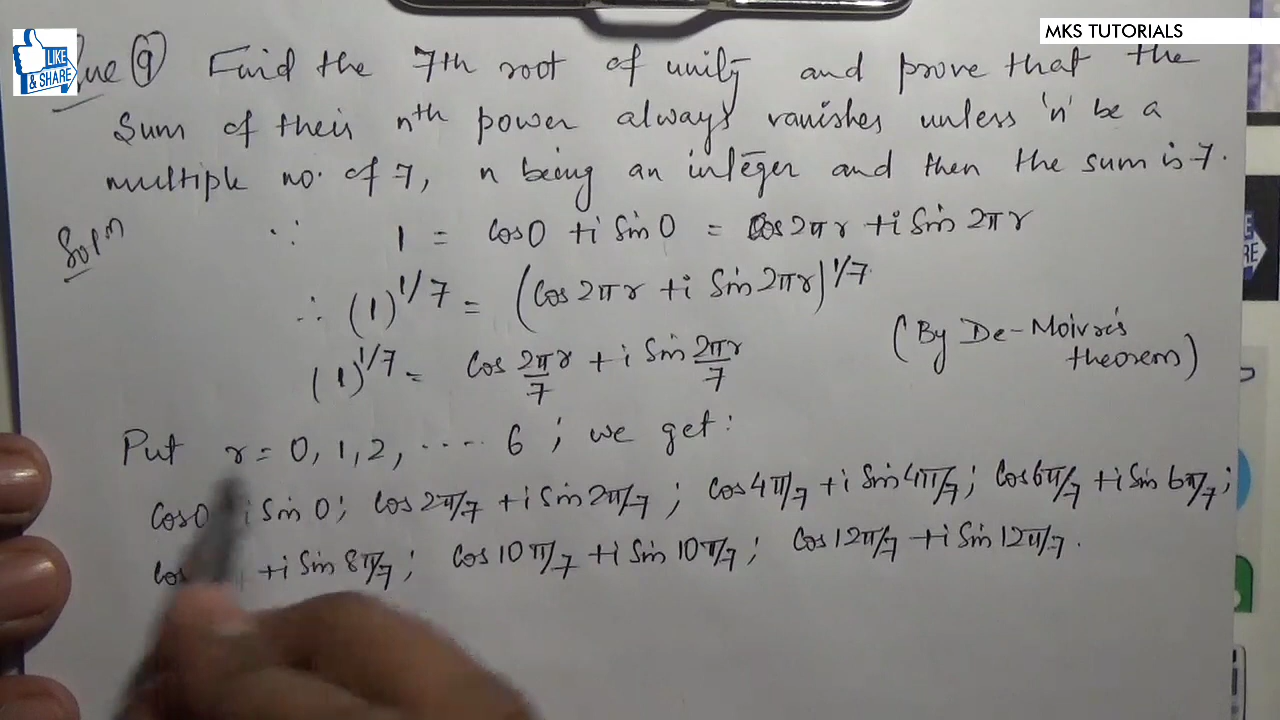 MKS TUTORIALS
LIKE
& SHARE
Que 9 Find the 7th root of unity and prove that the
Sum of their nth power always vanishes unless 'n' be a
multiple no. of 7, n being an integer and then the sum is 7.
Solⁿ ∵ 1 = Cos0 + i Sin0 = Cos2πr + i Sin 2πr
∴ (1)^1/7 = (Cos 2πr + i Sin2πr)^1/7.
(1)^1/7 = Cos 2πr/7 + i Sin 2πr/7 (By De-Moivre's theorem)
Put r = 0, 1, 2, ..... 6 ; we get:
Cos0 i Sin 0; Cos 2π/7 + i Sin 2π/7 ; Cos 4π/7 + i Sin 4π/7; Cos 6π/7 + i Sin 6π/7;
Cos + i Sin 8π/7; Cos 10π/7 + i Sin 10π/7; Cos 12π/7 + i Sin 12π/7.